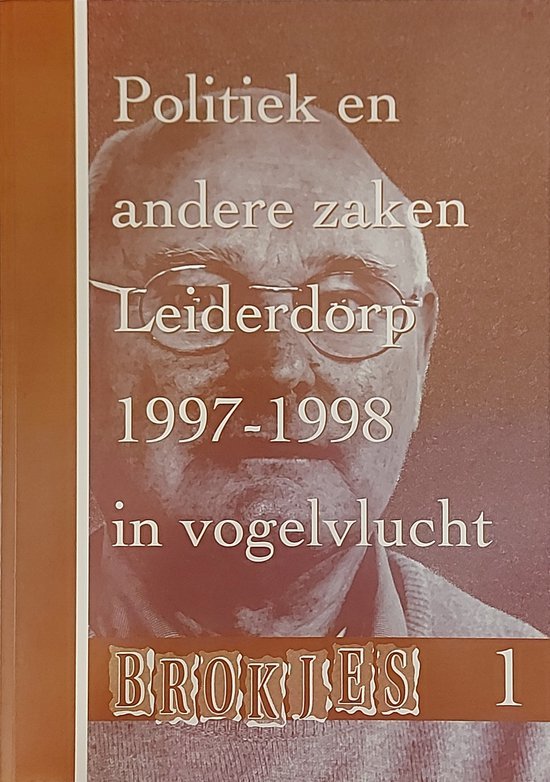 Politiek en
andere zaken
Leiderdorp
1997-1998
in vogelvlucht
BROKJES 1